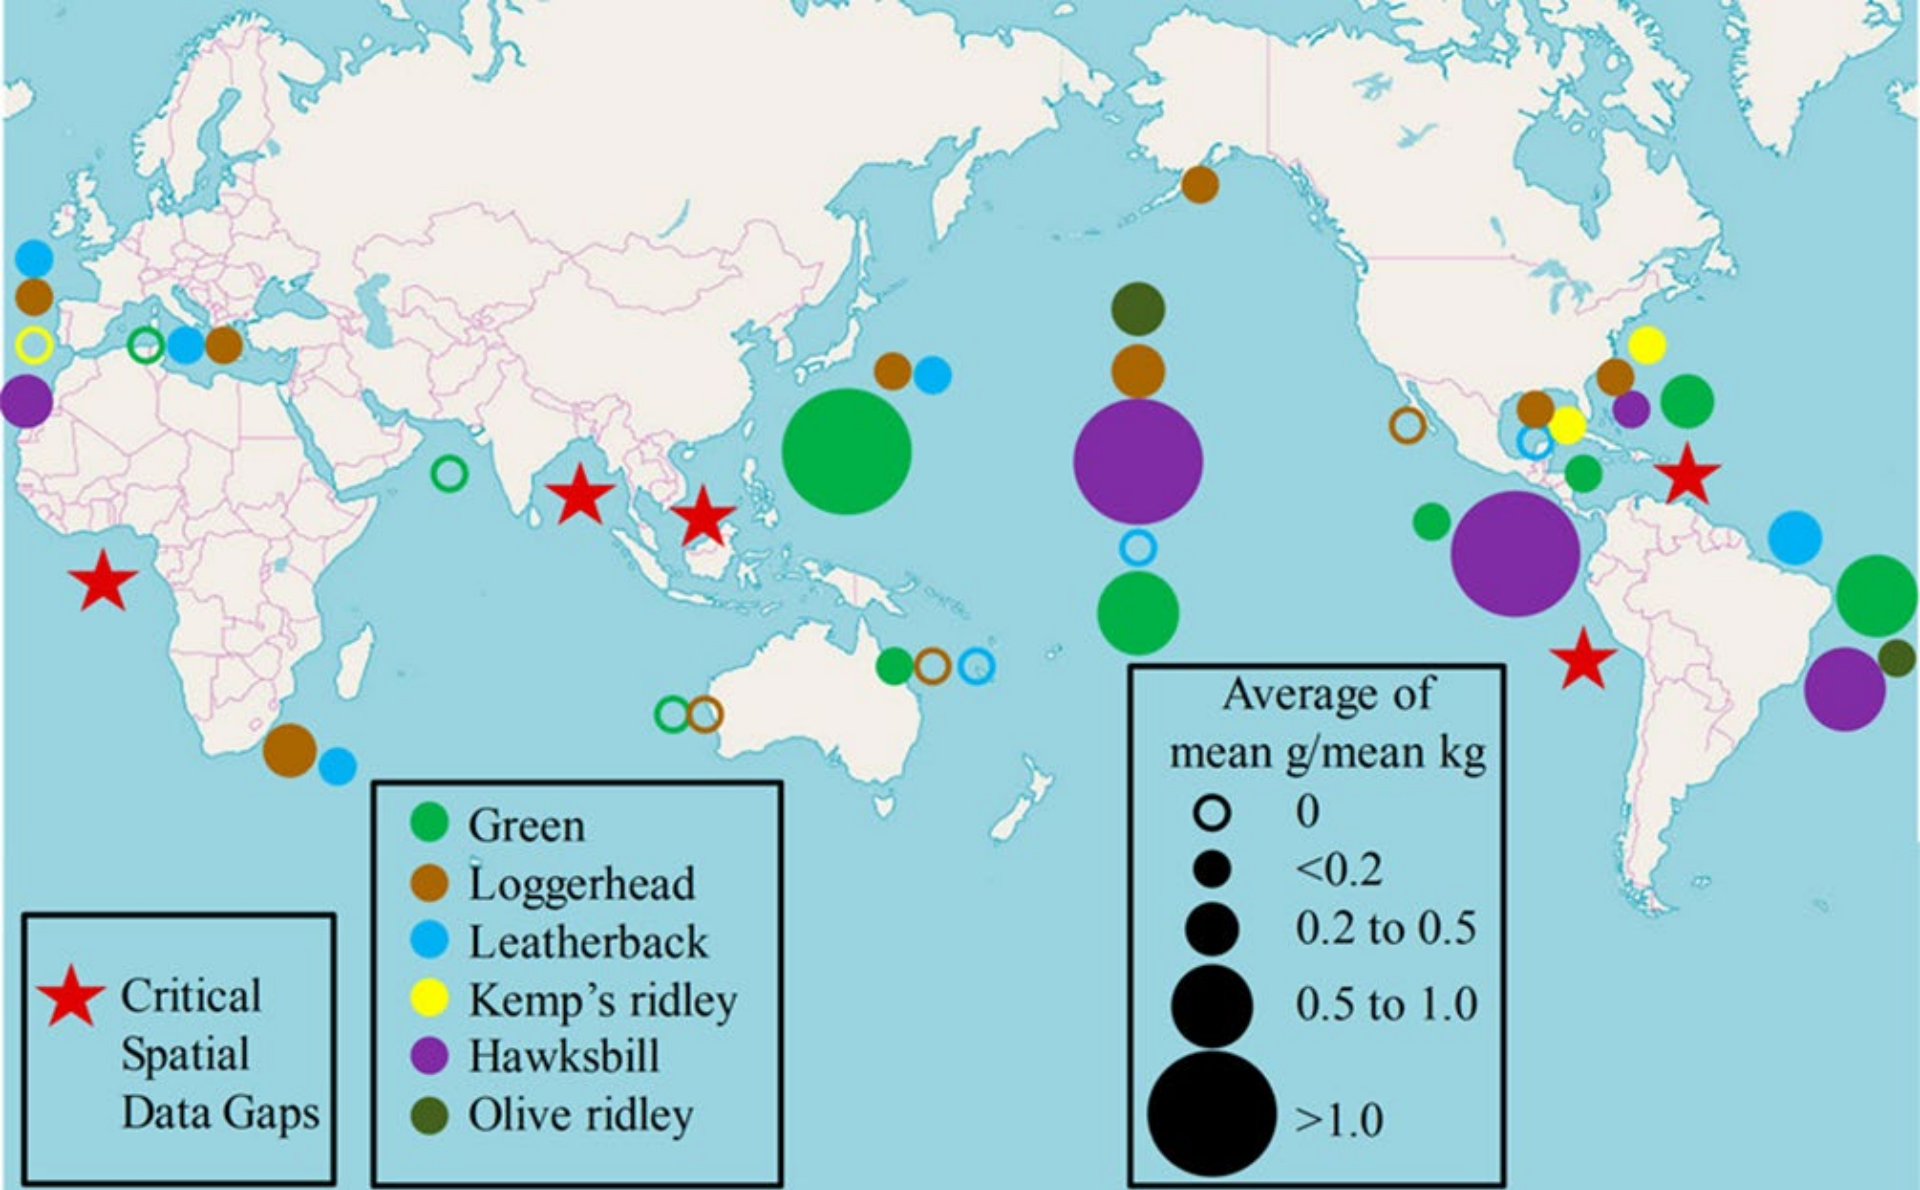 Average of
mean g/mean kg
0
<0.2
0.2 to 0.5
0.5 to 1.0
>1.0
Green
Loggerhead
Leatherback
Kemp's ridley
Hawksbill
Olive ridley
Critical
Spatial
Data Gaps